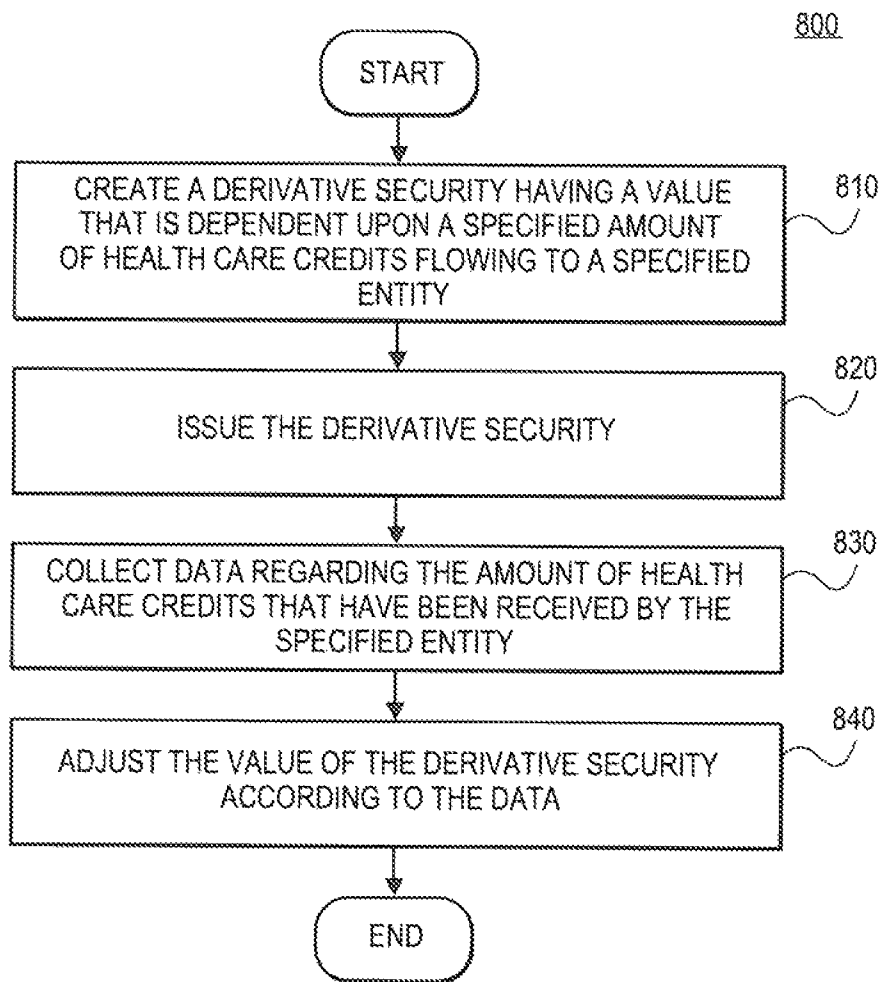 800
START
CREATE A DERIVATIVE SECURITY HAVING A VALUE
THAT IS DEPENDENT UPON A SPECIFIED AMOUNT
OF HEALTH CARE CREDITS FLOWING TO A SPECIFIED
ENTITY
810
ISSUE THE DERIVATIVE SECURITY
820
COLLECT DATA REGARDING THE AMOUNT OF HEALTH
CARE CREDITS THAT HAVE BEEN RECEIVED BY THE
SPECIFIED ENTITY
830
ADJUST THE VALUE OF THE DERIVATIVE SECURITY
ACCORDING TO THE DATA
840
END